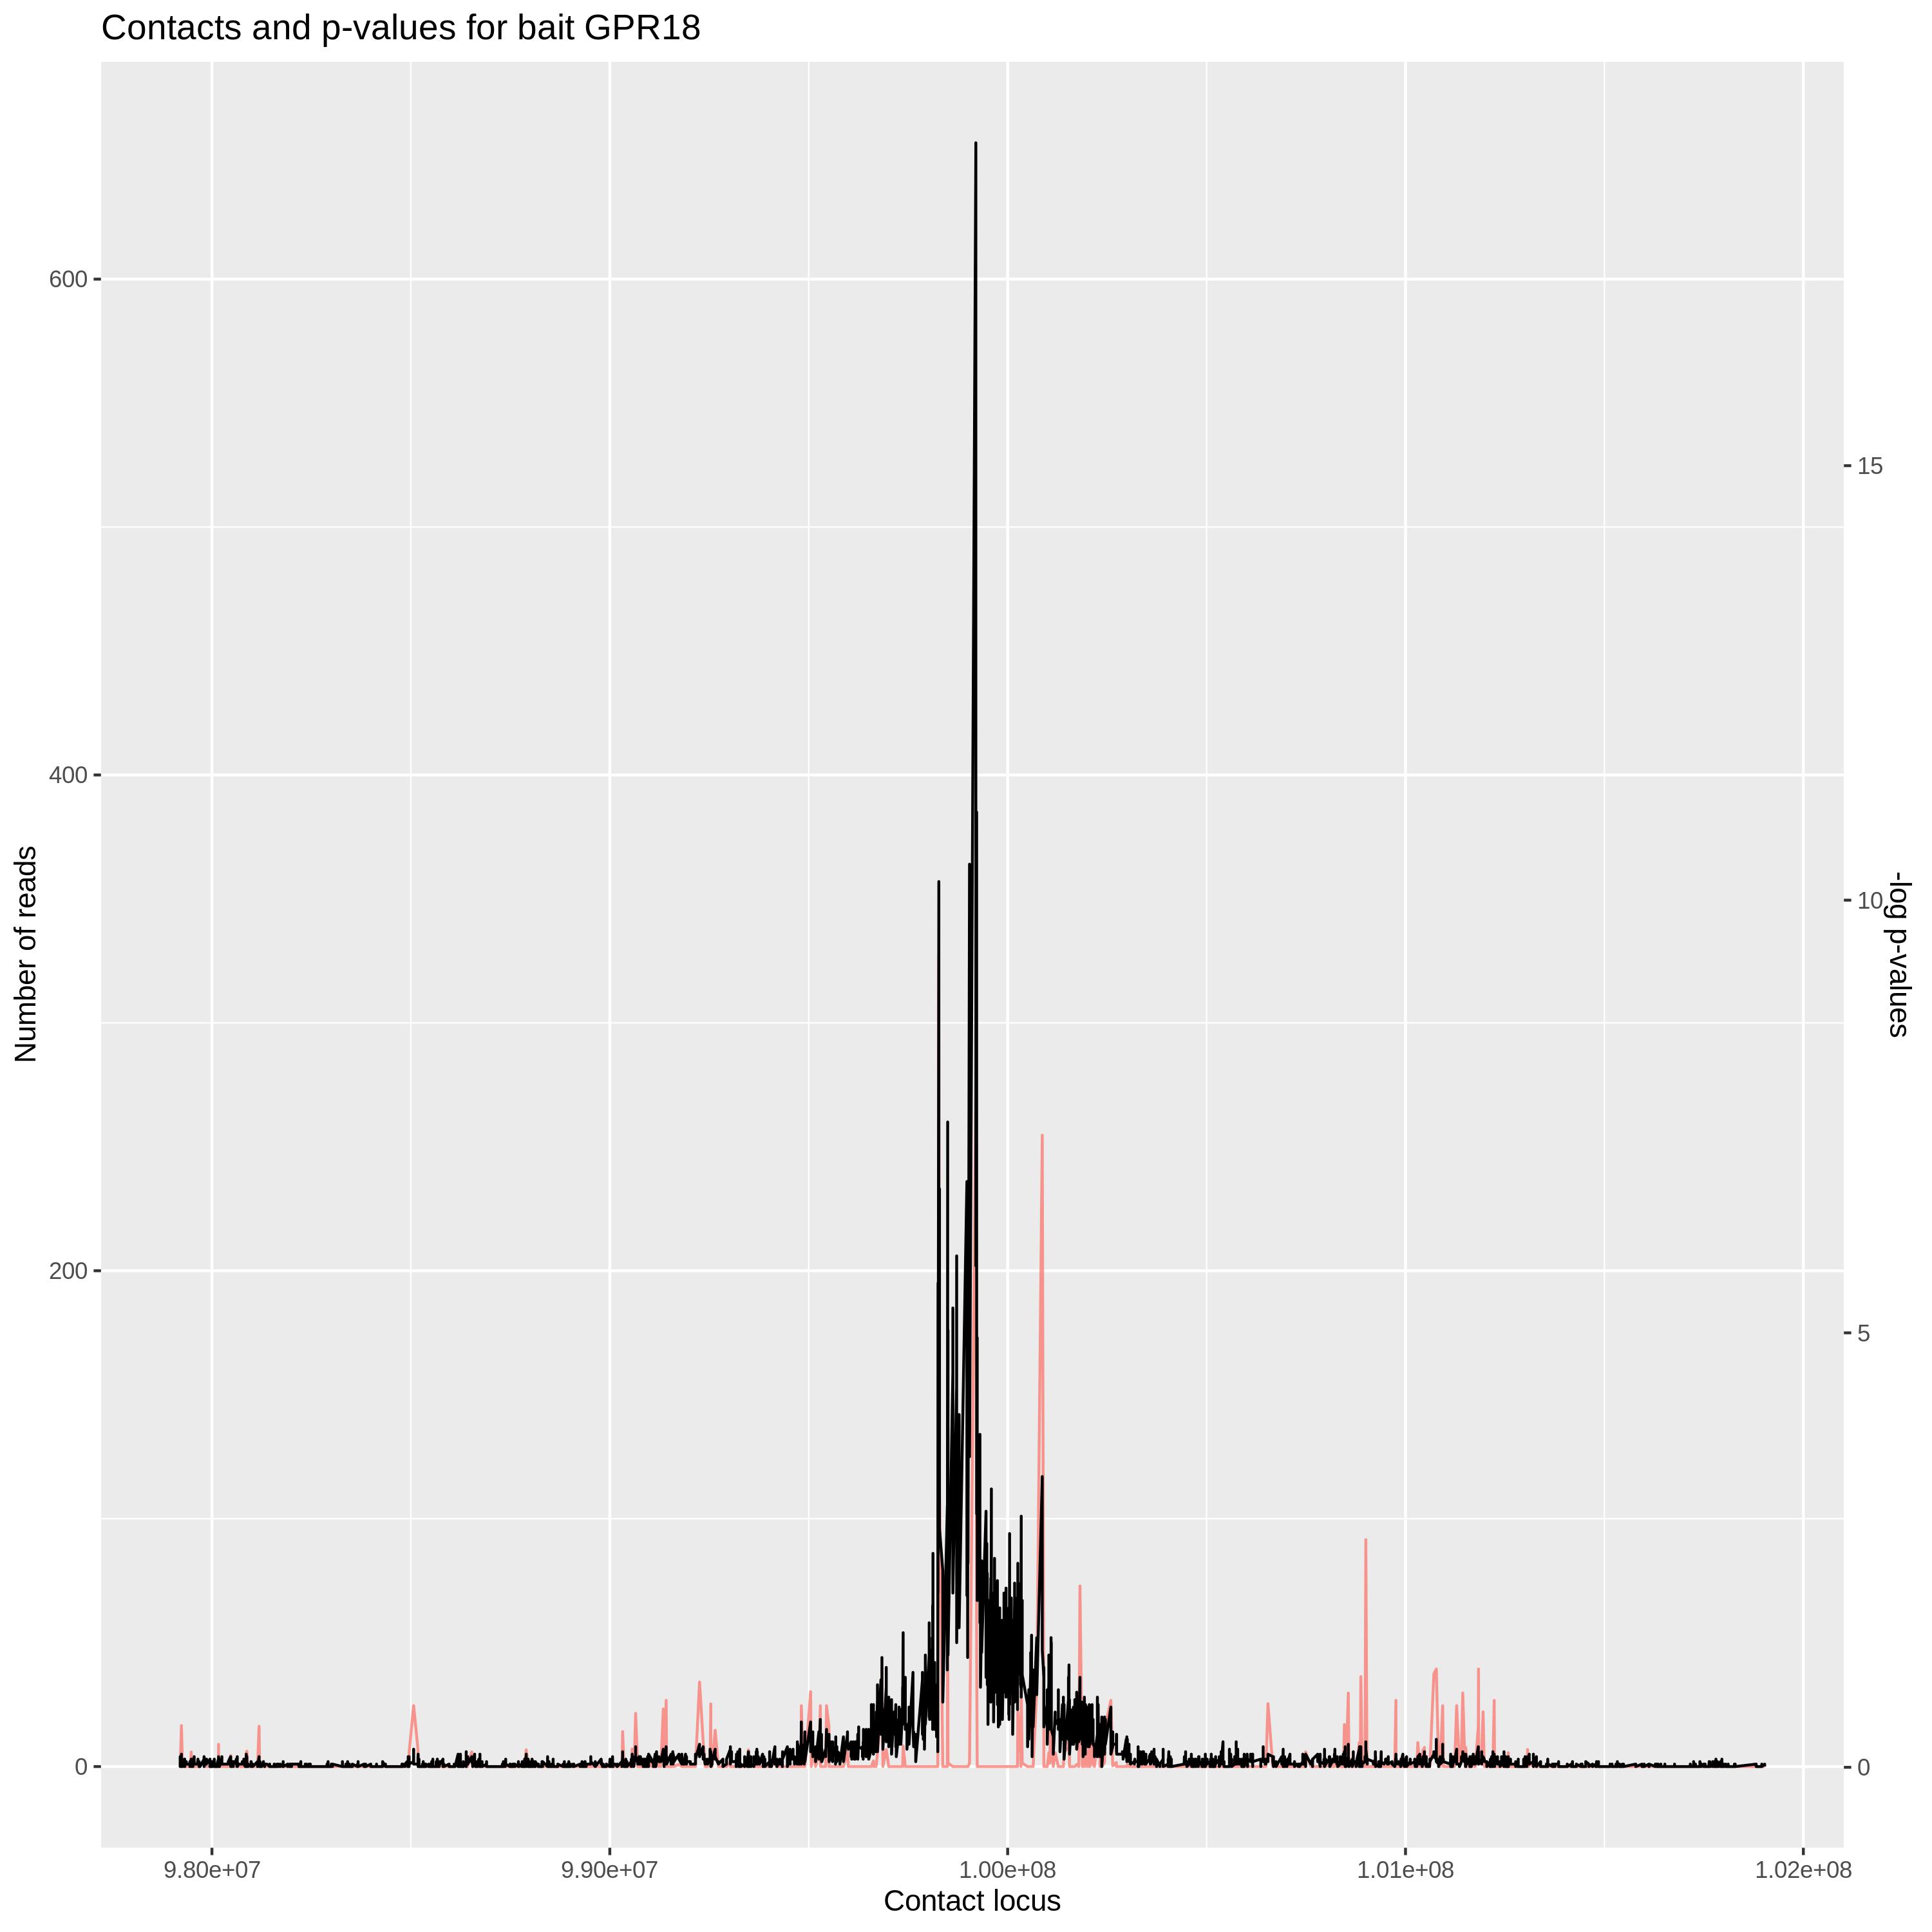 Contacts and p-values for bait GPR18
Number of reads
600
400
200
0
15
10
5
0
-log p-values
9.80e+07 9.90e+07 1.00e+08 1.01e+08 1.02e+08
Contact locus